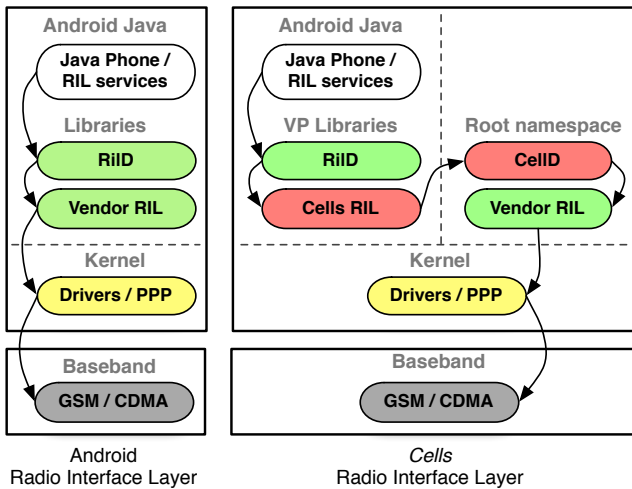 Android Java
Java Phone /
RIL services
Libraries
RilD
Vendor RIL
Kernel
Drivers / PPP
Baseband
GSM / CDMA
Android
Radio Interface Layer
Android Java
Java Phone /
RIL services
VP Libraries
RilD
Cells RIL
Root namespace
CellD
Vendor RIL
Kernel
Drivers / PPP
Baseband
GSM / CDMA
Cells
Radio Interface Layer